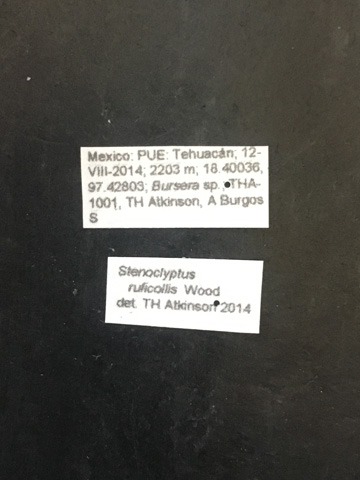 Mexico: PUE: Tehuacán; 12-
VIII-2014; 2203 m; 18.40036,
97.42803; Bursera sp.; THA-
1001, TH Atkinson, A Burgos
S
Stenoclyptus
ruficollis Wood
det. TH Atkinson 2014